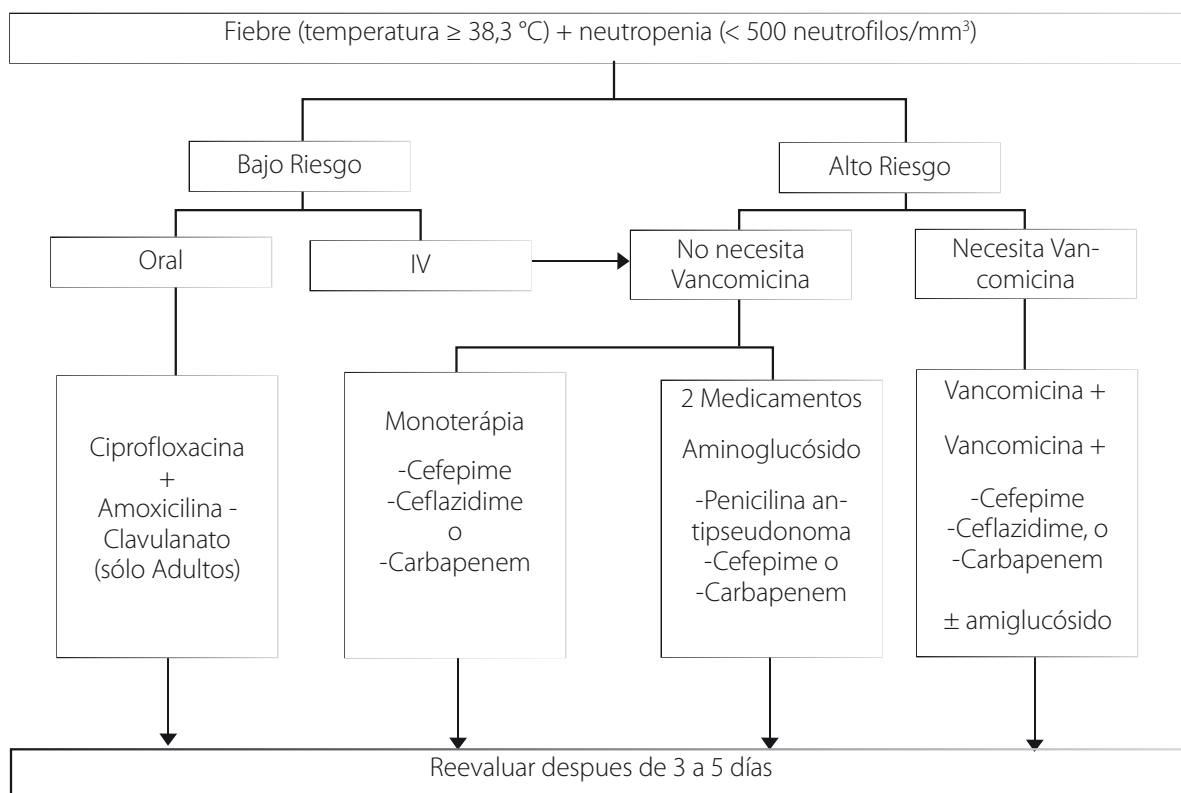 Fiebre (temperatura ≥ 38,3 °C) + neutropenia (< 500 neutrofilos/mm³)
Bajo Riesgo
Alto Riesgo
Oral
IV
No necesita
Vancomicina
Necesita Van-
comicina
Ciprofloxacina
+
Amoxicilina -
Clavulanato
(sólo Adultos)
Monoterápia
-Cefepime
-Ceflazidime
o
-Carbapenem
2 Medicamentos
Aminoglucósido
-Penicilina an-
tipseudonoma
-Cefepime o
-Carbapenem
Vancomicina +
Vancomicina +
-Cefepime
-Ceflazidime, o
-Carbapenem
± amiglucósido
Reevaluar despues de 3 a 5 días